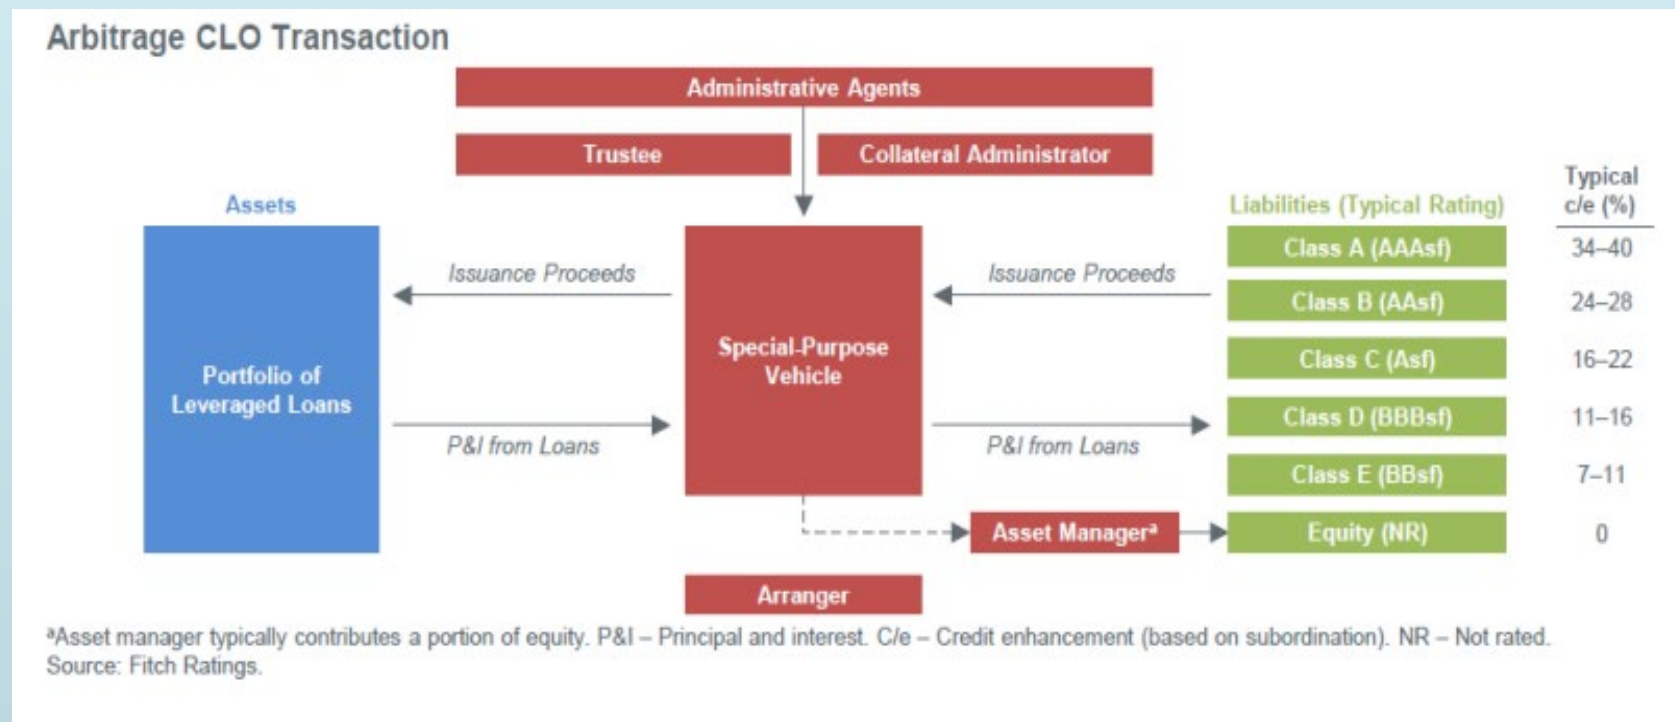 Arbitrage CLO Transaction
Administrative Agents
Trustee
Collateral Administrator
Typical
c/e (%)
Assets
Liabilities (Typical Rating)
Portfolio of
Leveraged Loans
Issuance Proceeds
P&I from Loans
Special-Purpose
Vehicle
Issuance Proceeds
P&I from Loans
Class A (AAAsf)
34–40
Class B (AAsf)
24–28
Class C (Asf)
16–22
Class D (BBBsf)
11–16
Class E (BBsf)
7–11
Asset Managerᵃ
Equity (NR)
0
Arranger
ᵃAsset manager typically contributes a portion of equity. P&I – Principal and interest. C/e – Credit enhancement (based on subordination). NR – Not rated.
Source: Fitch Ratings.